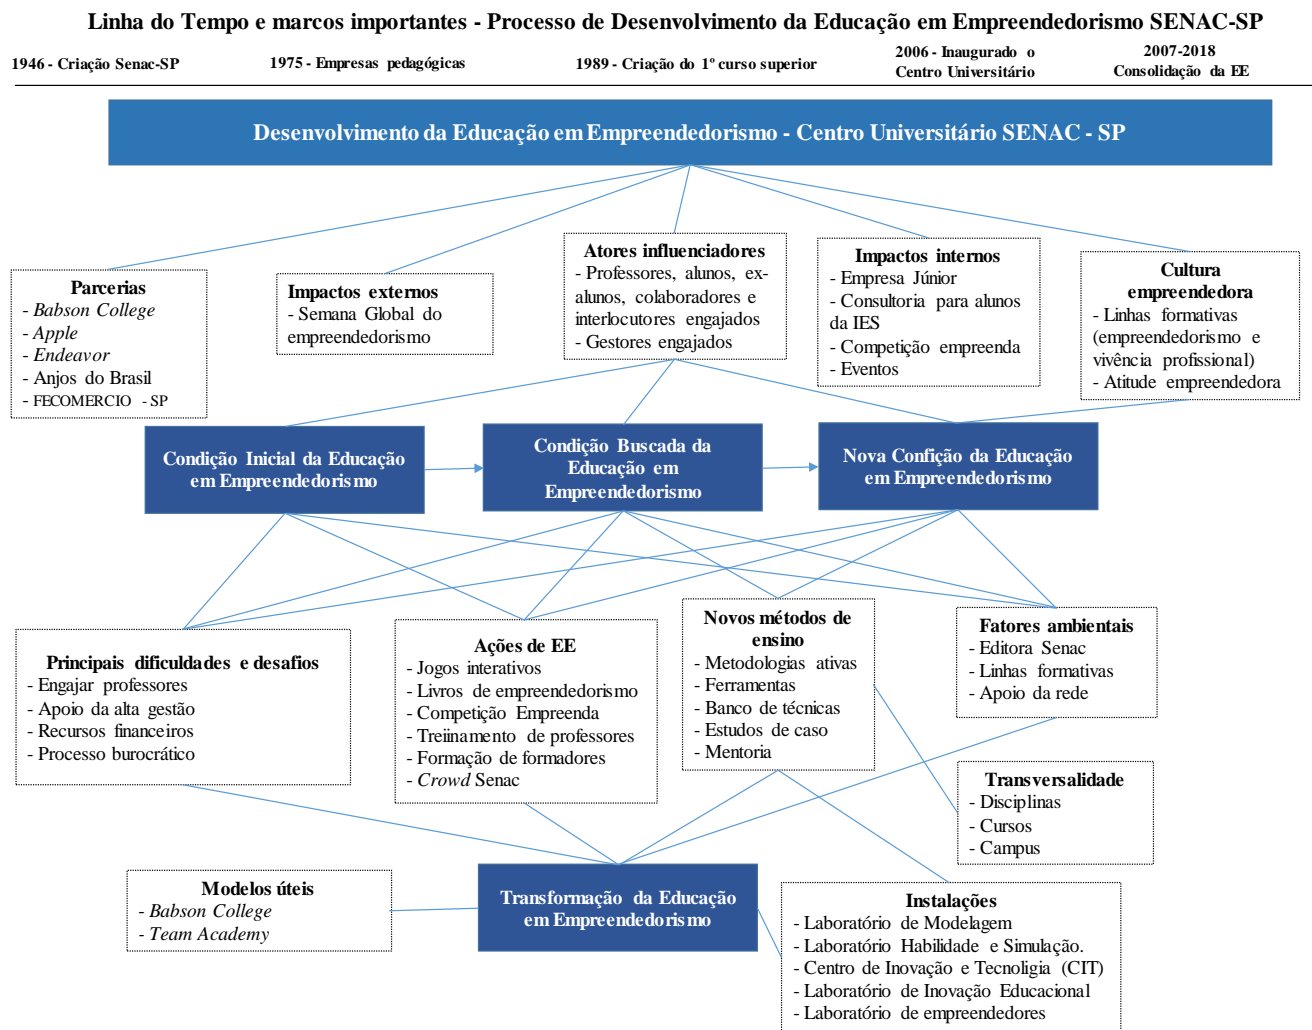 Linha do Tempo e marcos importantes - Processo de Desenvolvimento da Educação em Empreendedorismo SENAC-SP
1946 - Criação Senac-SP
1975 - Empresas pedagógicas
1989 - Criação do 1º curso superior
2006 - Inaugurado o
Centro Universitário
2007-2018
Consolidação da EE
Desenvolvimento da Educação em Empreendedorismo - Centro Universitário SENAC - SP
Parcerias
- Babson College
- Apple
- Endeavor
- Anjos do Brasil
- FECOMERCIO - SP
Impactos externos
- Semana Global do
empreendedorismo
Atores influenciadores
- Professores, alunos, ex-
alunos, colaboradores e
interlocutores engajados
- Gestores engajados
Impactos internos
- Empresa Júnior
- Consultoria para alunos
da IES
- Competição empreenda
- Eventos
Cultura
empreendedora
- Linhas formativas
(empreendedorismo e
vivência profissional)
- Atitude empreendedora
Condição Inicial da Educação
em Empreendedorismo
Condição Buscada da
Educação em
Empreendedorismo
Nova Confição da Educação
em Empreendedorismo
Principais dificuldades e desafios
- Engajar professores
- Apoio da alta gestão
- Recursos financeiros
- Processo burocrático
Ações de EE
- Jogos interativos
- Livros de empreendedorismo
- Competição Empreenda
- Treiinamento de professores
- Formação de formadores
- Crowd Senac
Novos métodos de
ensino
- Metodologias ativas
- Ferramentas
- Banco de técnicas
- Estudos de caso
- Mentoria
Fatores ambientais
- Editora Senac
- Linhas formativas
- Apoio da rede
Transversalidade
- Disciplinas
- Cursos
- Campus
Modelos úteis
- Babson College
- Team Academy
Transformação da Educação
em Empreendedorismo
Instalações
- Laboratório de Modelagem
- Laboratório Habilidade e Simulação.
- Centro de Inovação e Tecnoligia (CIT)
- Laboratório de Inovação Educacional
- Laboratório de empreendedores